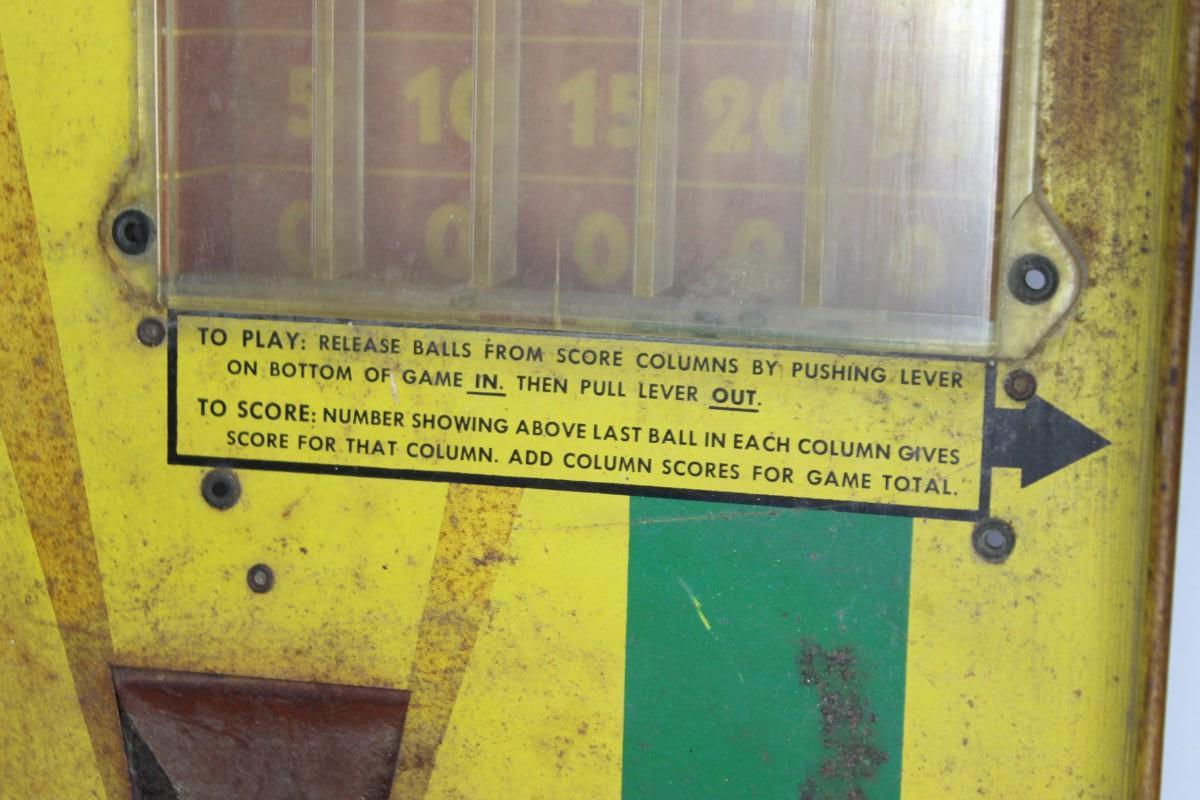 5 10 15 20
0 0 0 0 0
TO PLAY: RELEASE BALLS FROM SCORE COLUMNS BY PUSHING LEVER
ON BOTTOM OF GAME IN. THEN PULL LEVER OUT.
TO SCORE: NUMBER SHOWING ABOVE LAST BALL IN EACH COLUMN GIVES
SCORE FOR THAT COLUMN. ADD COLUMN SCORES FOR GAME TOTAL.